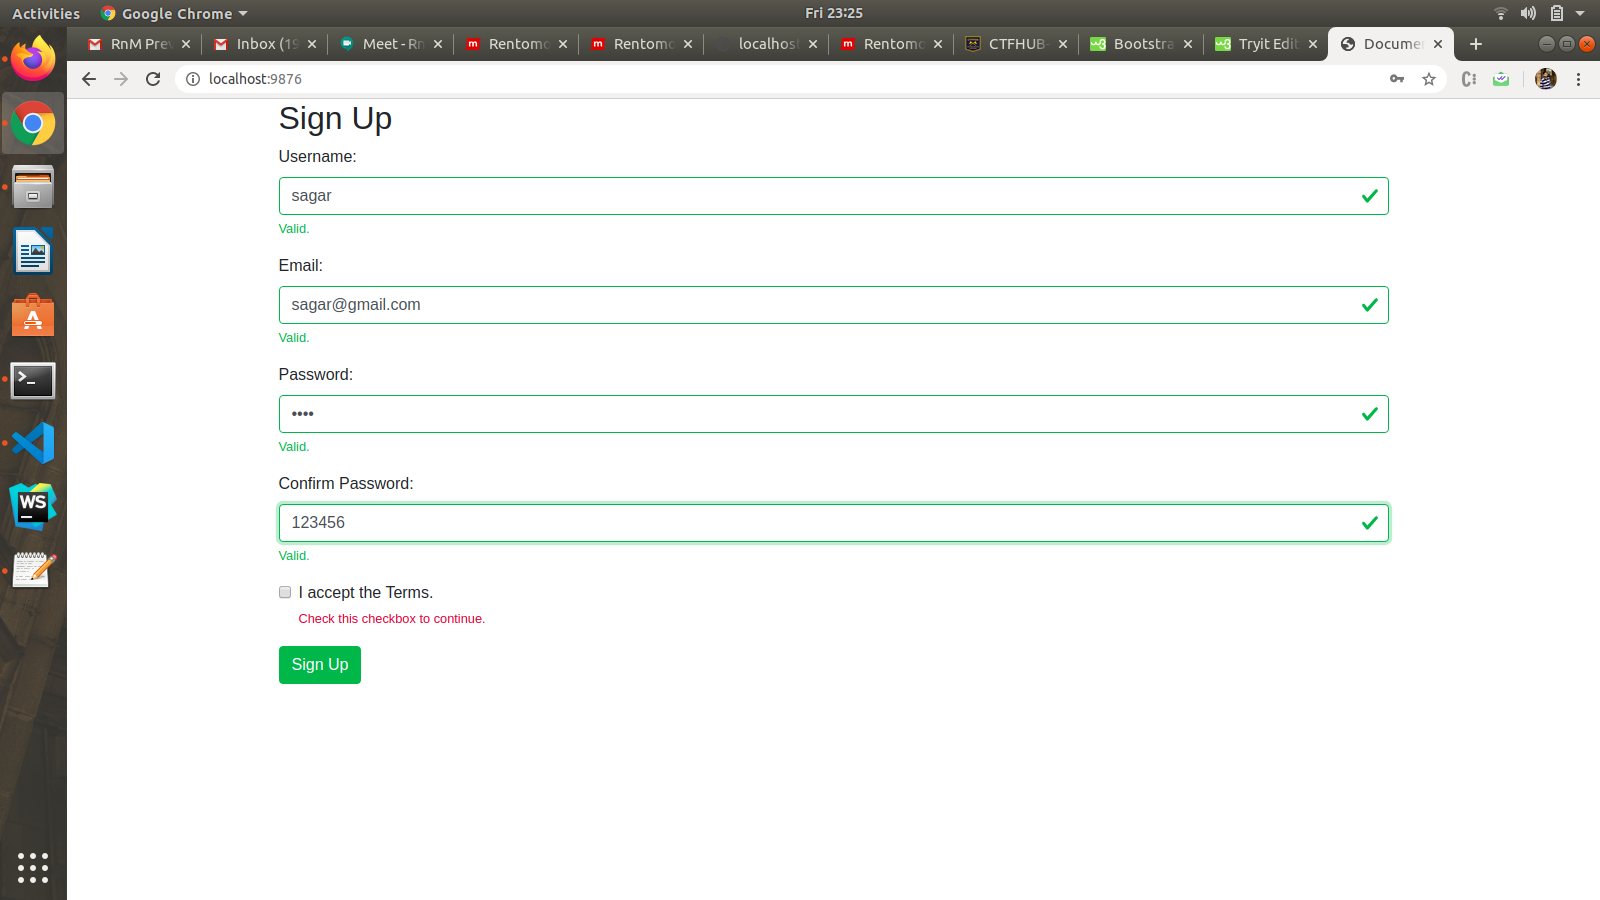 Activities
Google Chrome
Fri 23:25
RnM Prev
Inbox (19
Meet - Rn
Rentomo
Rentomo
localhos
Rentomo
CTFHUB-
Bootstra
Tryit Edit
Documen
localhost:9876
Sign Up
Username:
sagar
Valid.
Email:
sagar@gmail.com
Valid.
Password:
••••
Valid.
Confirm Password:
123456
Valid.
I accept the Terms.
Check this checkbox to continue.
Sign Up